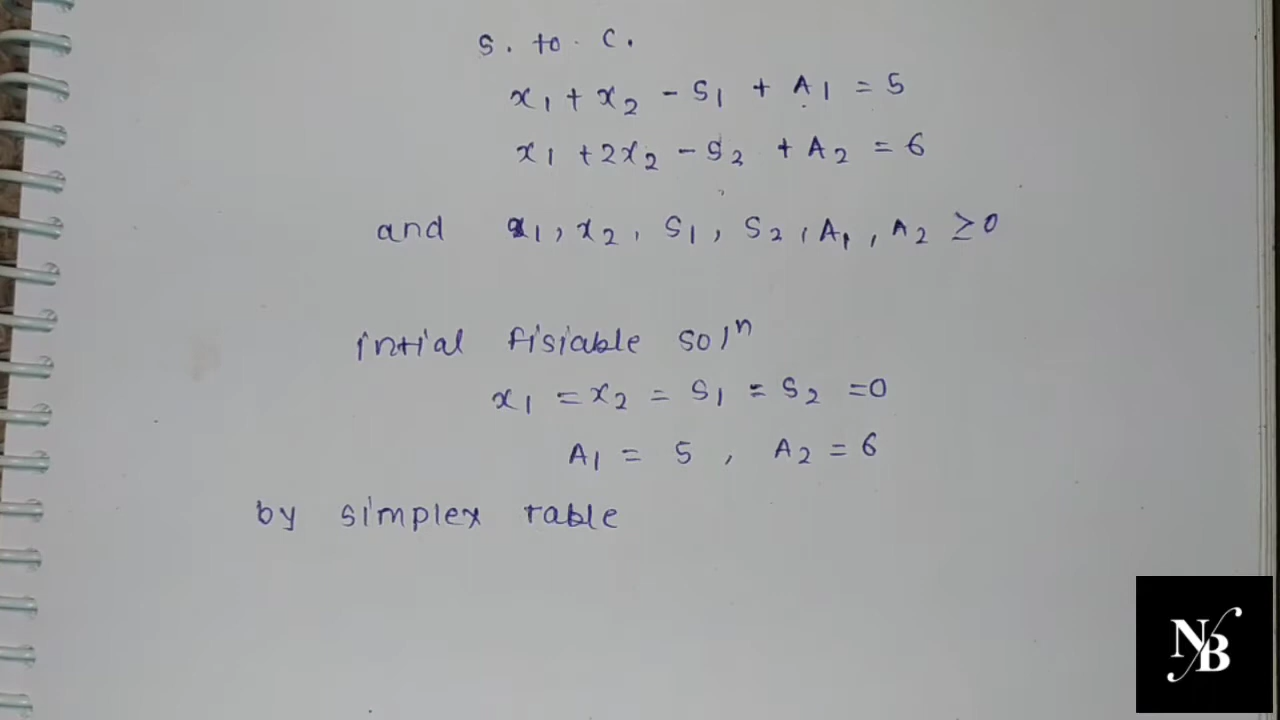 S. to. C.
x1 + x2 - S1 + A1 = 5
x1 + 2x2 - S2 + A2 = 6
and x1, x2, S1, S2, A1, A2 ≥ 0
intial fisiable solⁿ
x1 = x2 = S1 = S2 = 0
A1 = 5, A2 = 6
by simplex table
NB